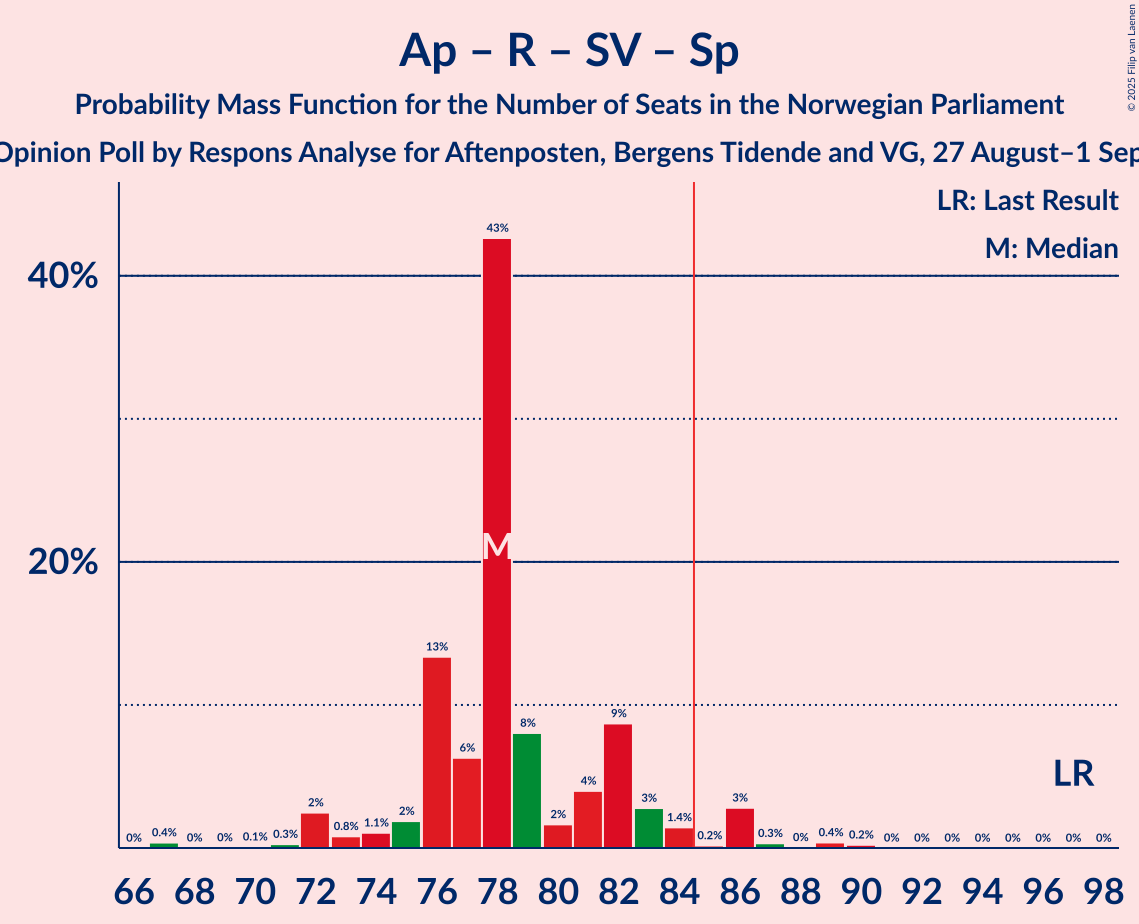 Ap – R – SV – Sp
Probability Mass Function for the Number of Seats in the Norwegian Parliament
Opinion Poll by Respons Analyse for Aftenposten, Bergens Tidende and VG, 27 August–1 Sep
© 2025 Filip van Laenen
LR: Last Result
M: Median
40%
20%
0% 0.4% 0% 0% 0.1% 0.3% 2% 0.8% 1.1% 2% 13% 6% 43% 8% 2% 4% 9% 3% 1.4% 0.2% 3% 0.3% 0% 0.4% 0.2% 0% 0% 0% 0% 0% 0% 0% 0%
M
LR
66 68 70 72 74 76 78 80 82 84 86 88 90 92 94 96 98